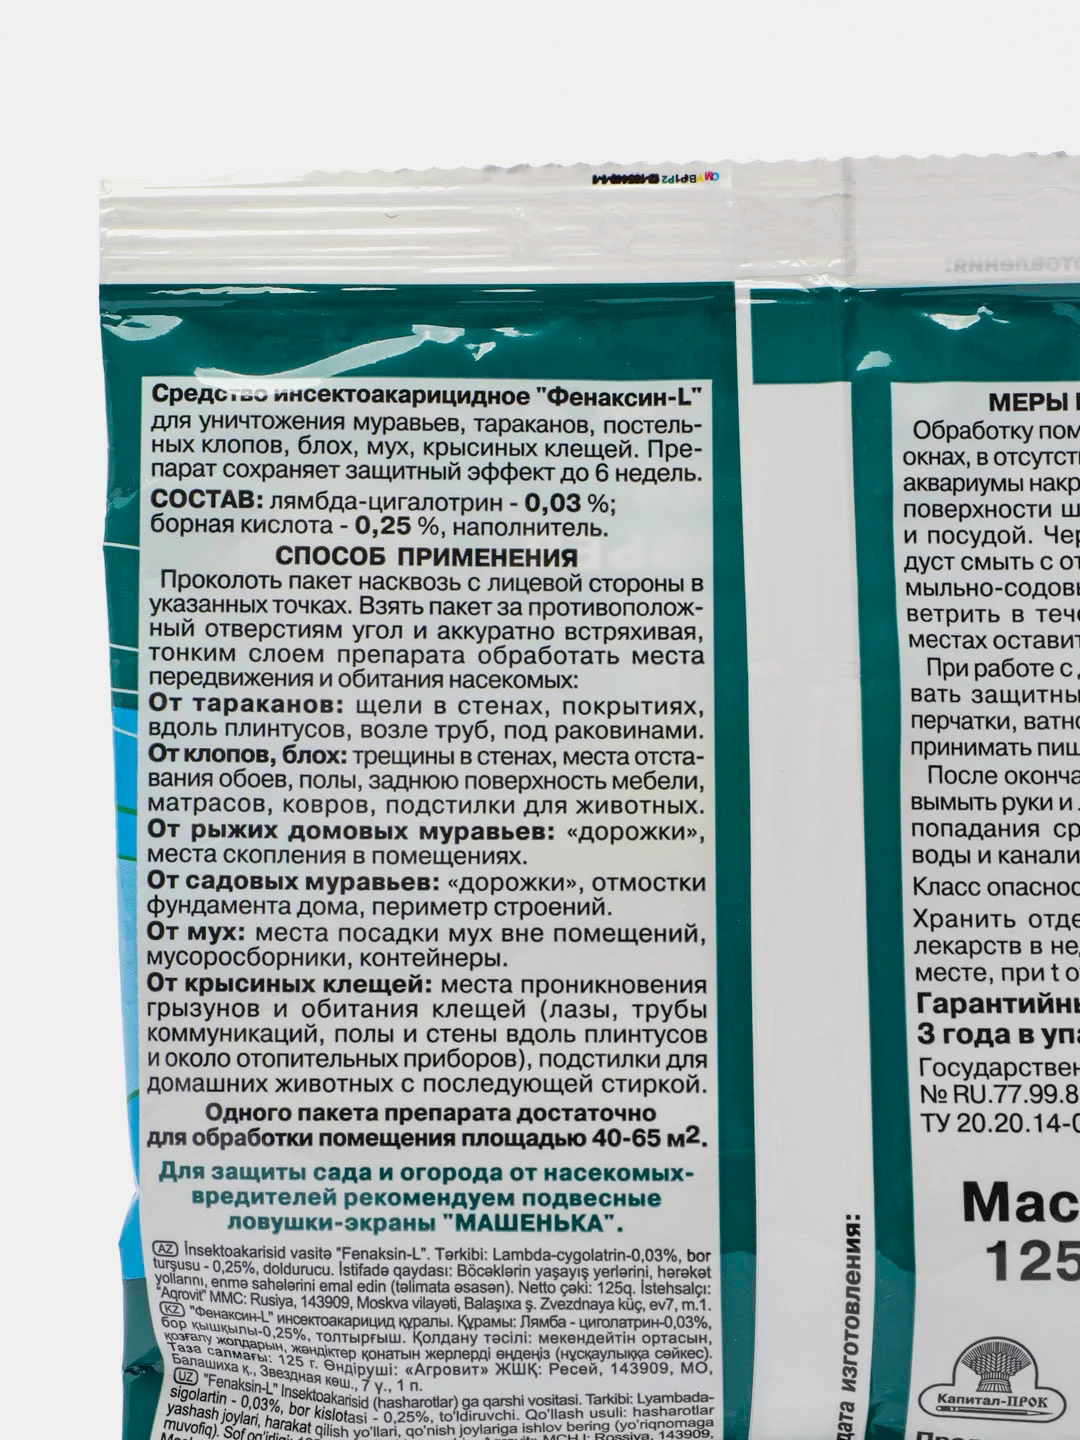 Средство инсектоакарицидное "Фенаксин-L"
для уничтожения муравьев, тараканов, постель-
ных клопов, блох, мух, крысиных клещей. Пре-
парат сохраняет защитный эффект до 6 недель.
СОСТАВ: лямбда-цигалотрин - 0,03 %;
борная кислота - 0,25 %, наполнитель.
СПОСОБ ПРИМЕНЕНИЯ
Проколоть пакет насквозь с лицевой стороны в
указанных точках. Взять пакет за противополож-
ный отверстиям угол и аккуратно встряхивая,
тонким слоем препарата обработать места
передвижения и обитания насекомых:
От тараканов: щели в стенах, покрытиях,
вдоль плинтусов, возле труб, под раковинами.
От клопов, блох: трещины в стенах, места отста-
вания обоев, полы, заднюю поверхность мебели,
матрасов, ковров, подстилки для животных.
От рыжих домовых муравьев: «дорожки»,
места скопления в помещениях.
От садовых муравьев: «дорожки», отмостки
фундамента дома, периметр строений.
От мух: места посадки мух вне помещений,
мусоросборники, контейнеры.
От крысиных клещей: места проникновения
грызунов и обитания клещей (лазы, трубы
коммуникаций, полы и стены вдоль плинтусов
и около отопительных приборов), подстилки для
домашних животных с последующей стиркой.
Одного пакета препарата достаточно
для обработки помещения площадью 40-65 м2.
Для защиты сада и огорода от насекомых-
вредителей рекомендуем подвесные
ловушки-экраны "МАШЕНЬКА".
AZ İnsektoakarisid vasitə "Fenaksin-L". Tərkibi: Lambda-cygolatrin-0,03%, bor
turşusu - 0,25%, doldurucu. İstifadə qaydası: Böcəklərin yaşayış yerlərini, hərəkət
yollarını, enmə sahələrini emal edin (təlimata əsasən). Netto çəki: 125q. İstehsalçı:
"Aqrovit" MMC: Rusiya, 143909, Moskva vilayəti, Balaşıxa ş. Zvezdnaya küç, ev7, m.1.
KZ "Фенаксин-L" инсектоакарицид құралы. Құрамы: Лямба - циголатрин-0,03%,
бор қышқылы-0,25%, толтырғыш. Қолдану тәсілі: мекендейтін ортасын,
қозғалу жолдарын, жәндіктер қонатын жерлерді өңдеңіз (нұсқаулыққа сәйкес).
Таза салмағы: 125 г. Өндіруші: «Агровит» ЖШҚ: Ресей, 143909, МО,
Балашиха қ., Звездная көш., 7 ү., 1 п.
UZ "Fenaksin-L" Insektoakarisid (hasharotlar) ga qarshi vositasi. Tarkibi: Lyambada-
sigolartin - 0,03%, bor kislotasi - 0,25%, to'ldiruvchi. Qo'llash usuli: hasharotlar
yashash joylari, harakat qilish yo'llari, qo'nish joylariga ishlov bering (yo'riqnomaga
muvofiq). Sof og'irligi: MCHJ: Rossiya, 143909,
дата изготовления:
МЕРЫ
Обработку пом
окнах, в отсутст
аквариумы накр
поверхности ш
и посудой. Чер
дуст смыть с от
мыльно-содовы
ветрить в тече
местах оставит
При работе с
вать защитны
перчатки, ватно
принимать пищ
После оконча
вымыть руки и
попадания ср
воды и канали
Класс опаснос
Хранить отде
лекарств в не
месте, при t о
Гарантийны
3 года в упа
Государствен
№ RU.77.99.8
ТУ 20.20.14-0
Мас
125
Капитал-ПРОК